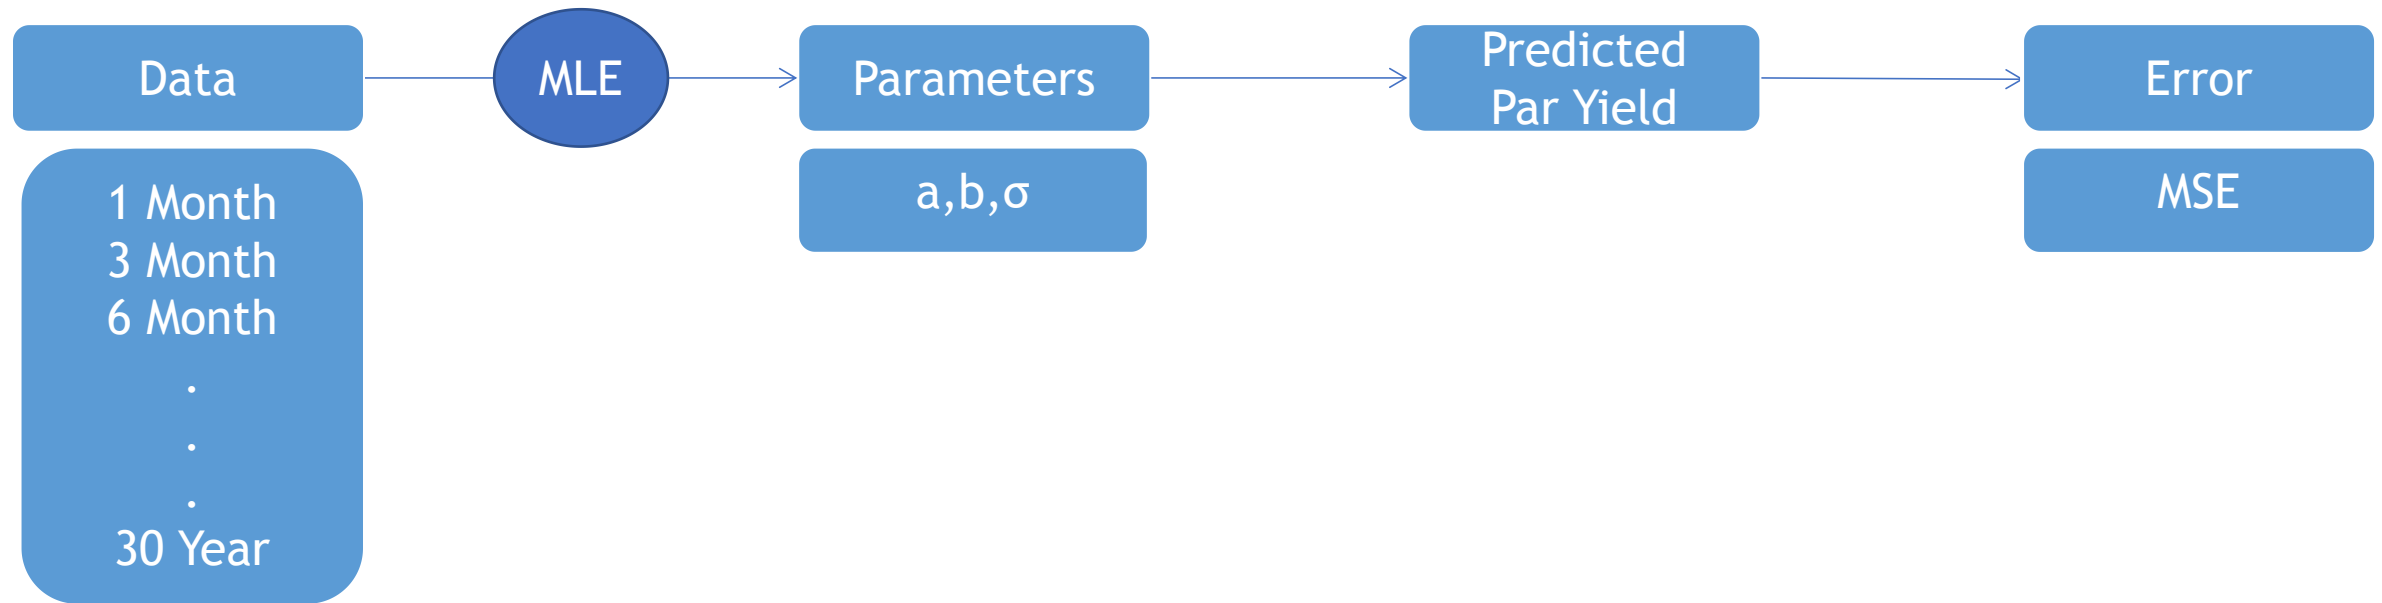 Data
MLE
Parameters
Predicted
Par Yield
Error
1 Month
3 Month
6 Month
.
.
.
30 Year
a,b,σ
MSE